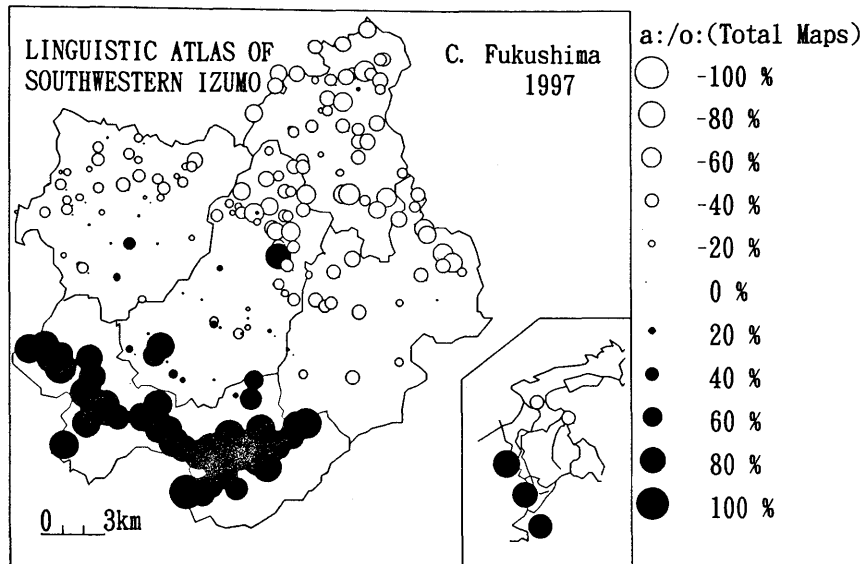 LINGUISTIC ATLAS OF
SOUTHWESTERN IZUMO
C. Fukushima
1997
a:/o:(Total Maps)
-100 %
-80 %
-60 %
-40 %
-20 %
0 %
20 %
40 %
60 %
80 %
100 %
0 3km